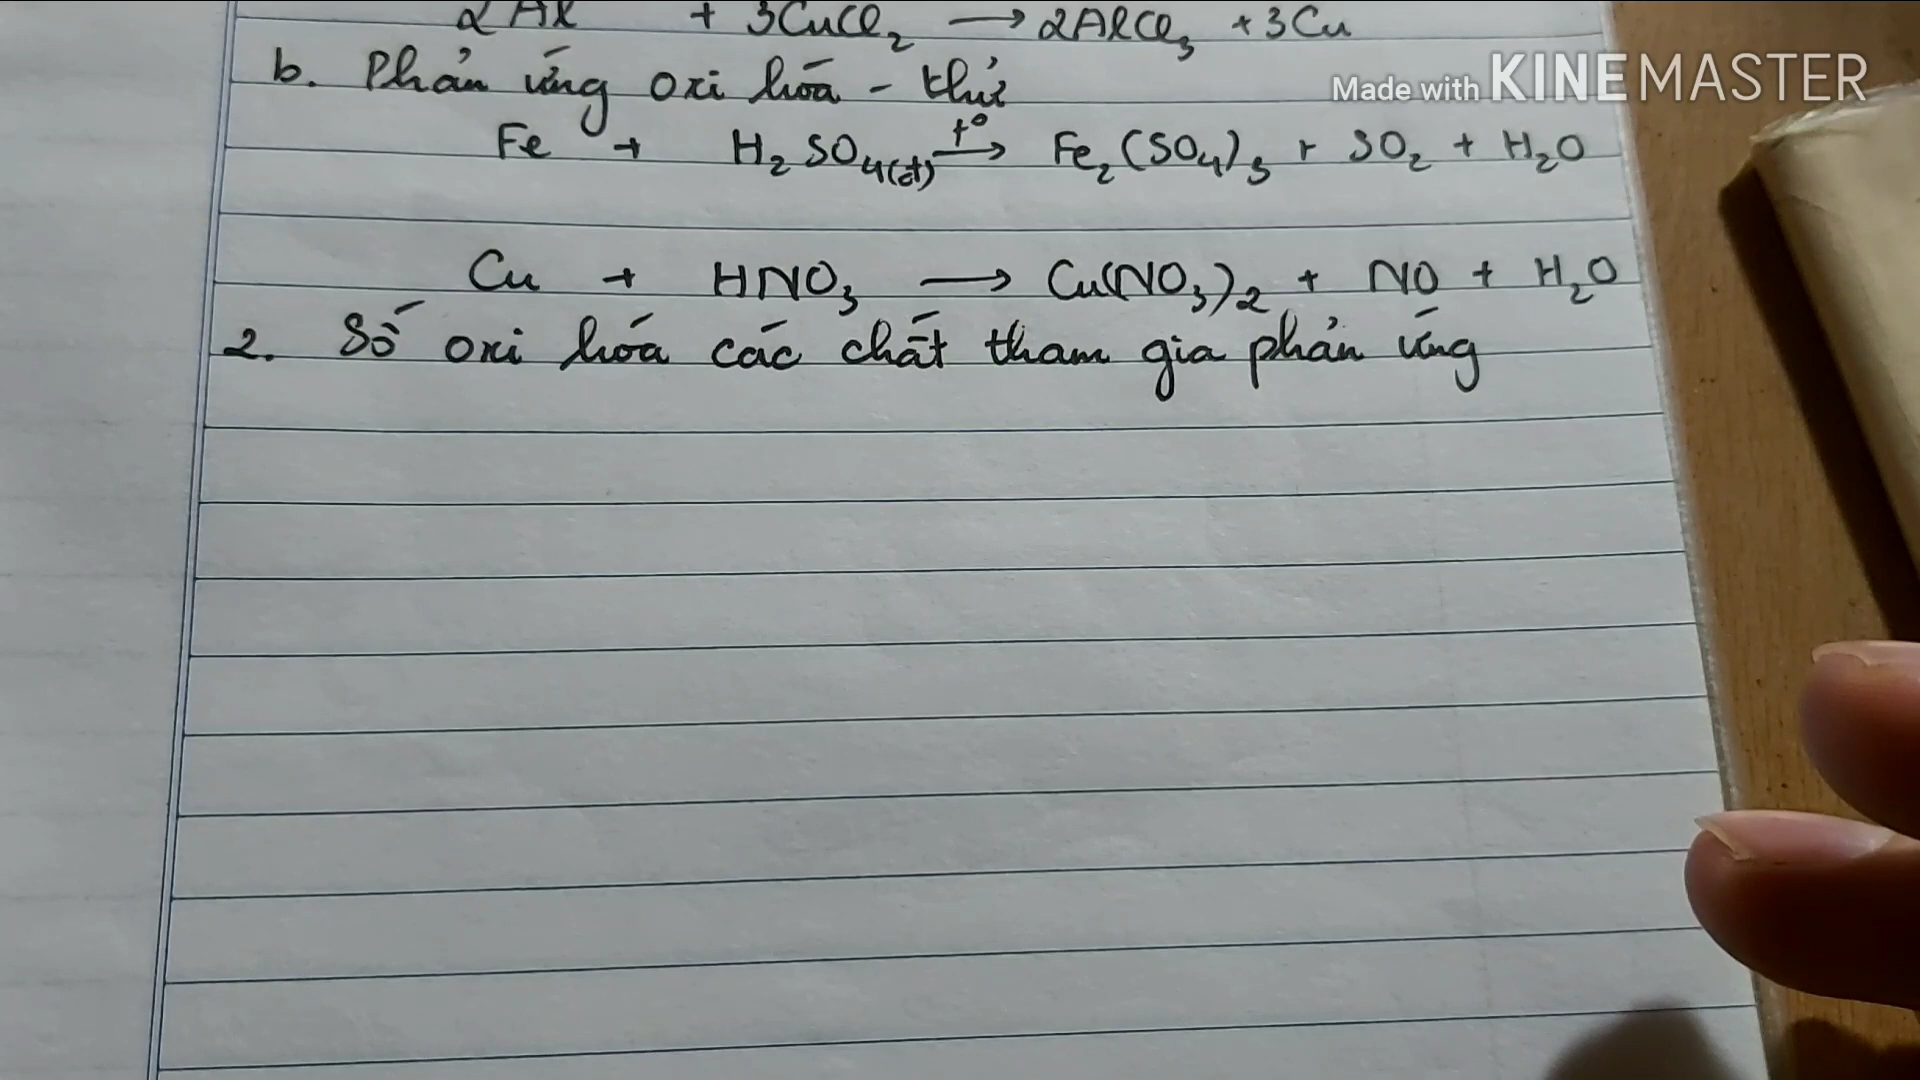 2Al + 3CuCl₂ → 2AlCl₃ + 3Cu
Made with KINEMASTER
b. Phản ứng oxi hóa - khử
Fe + H₂SO₄(đ) t° → Fe₂(SO₄)₃ + SO₂ + H₂O
Cu + HNO₃ → Cu(NO₃)₂ + NO + H₂O
2. Số oxi hóa các chất tham gia phản ứng